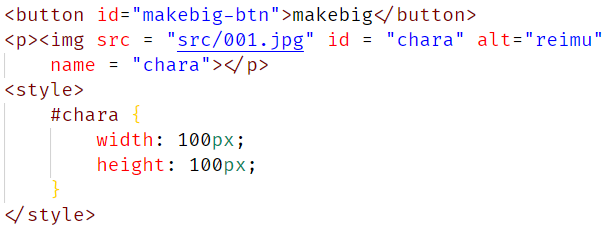 <button id="makebig-btn">makebig</button>
<p><img src = "src/001.jpg" id = "chara" alt="reimu"
    name = "chara"></p>
<style>
    #chara {
        width: 100px;
        height: 100px;
    }
</style>